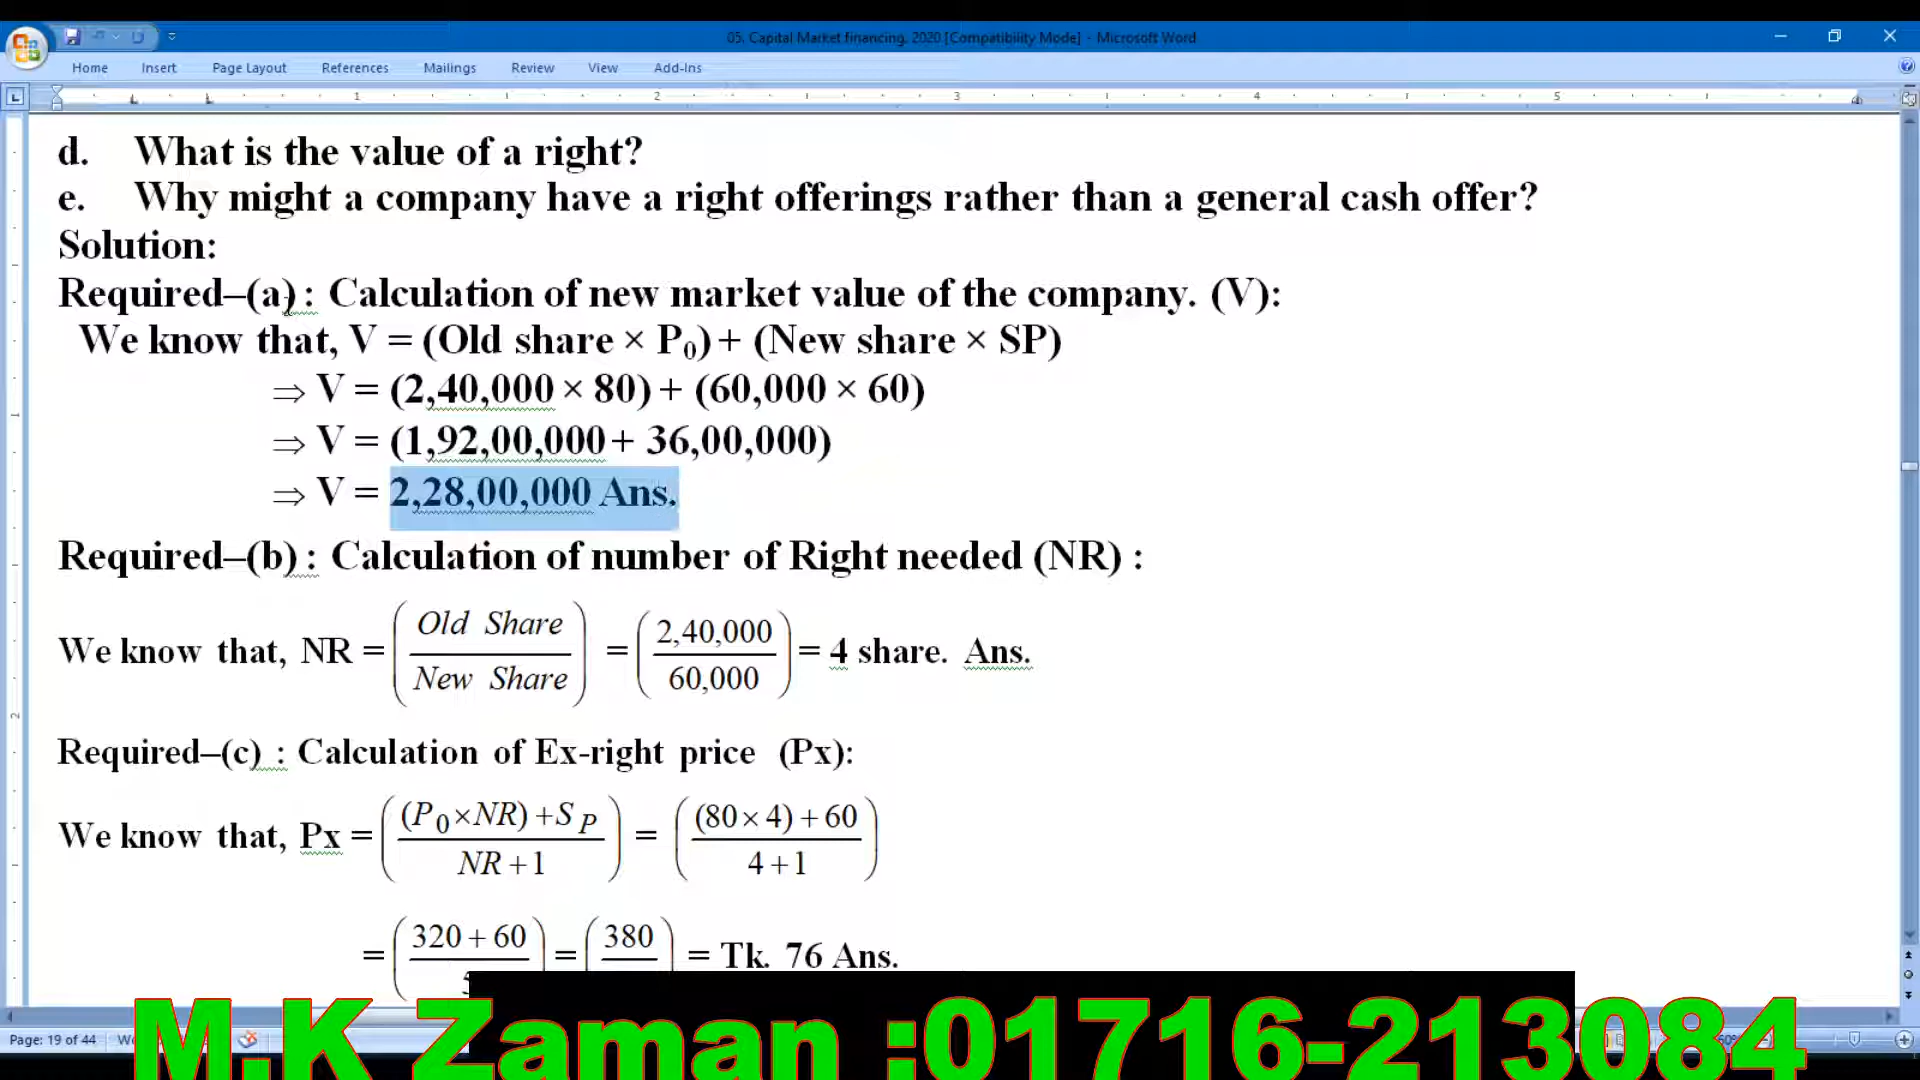 05. Capital Market financing, 2020 [Compatibility Mode] - Microsoft Word
Home Insert Page Layout References Mailings Review View Add-Ins
1 2 3 4 5
d. What is the value of a right?
e. Why might a company have a right offerings rather than a general cash offer?
Solution:
Required–(a) : Calculation of new market value of the company. (V):
We know that, V = (Old share × P₀) + (New share × SP)
⇒ V = (2,40,000 × 80) + (60,000 × 60)
⇒ V = (1,92,00,000 + 36,00,000)
⇒ V = 2,28,00,000 Ans.
Required–(b) : Calculation of number of Right needed (NR) :
We know that, NR = (Old Share / New Share) = (2,40,000 / 60,000) = 4 share. Ans.
Required–(c) : Calculation of Ex-right price (Px):
We know that, Px = ((P₀ × NR) + S_P / NR + 1) = ((80 × 4) + 60 / 4 + 1)
= (320 + 60 / 5) = (380 / ) = Tk. 76 Ans.
Page: 19 of 44
M.K Zaman :01716-213084